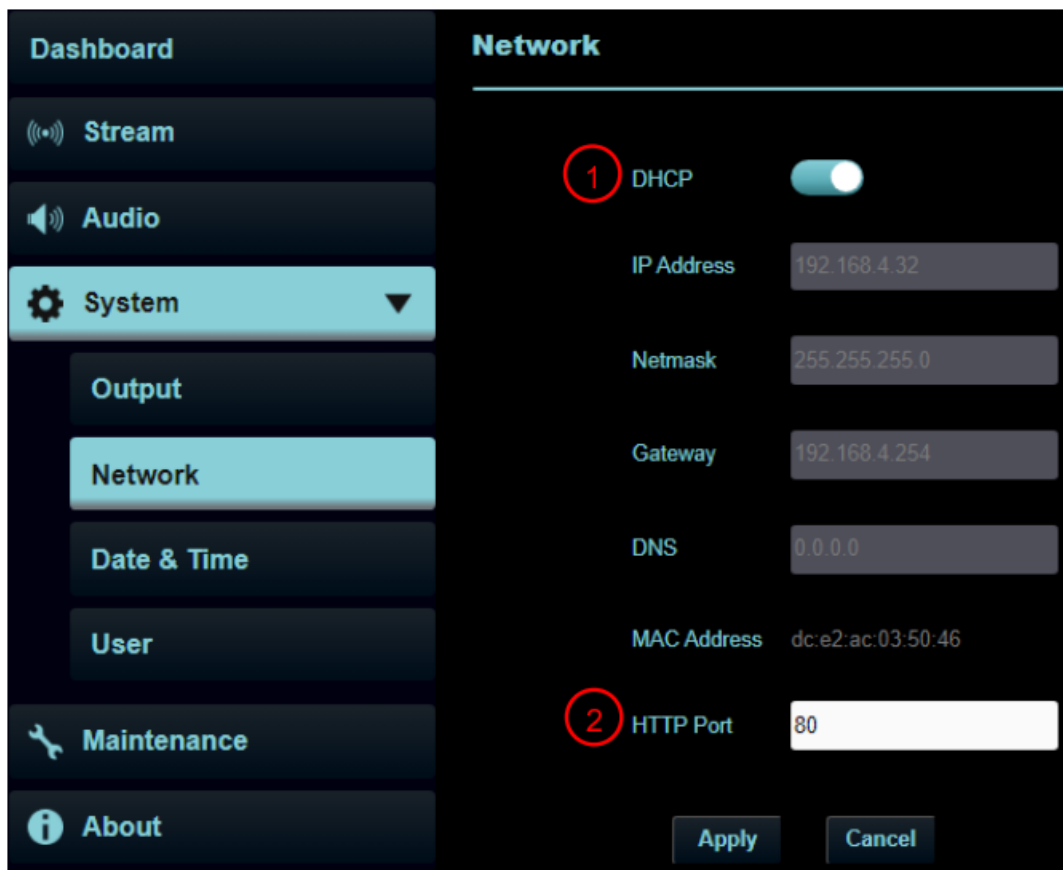 Dashboard
Stream
Audio
System
Output
Network
Date & Time
User
Maintenance
About
Network
1 DHCP
IP Address 192.168.4.32
Netmask 255.255.255.0
Gateway 192.168.4.254
DNS 0.0.0.0
MAC Address dc:e2:ac:03:50:46
2 HTTP Port 80
Apply Cancel